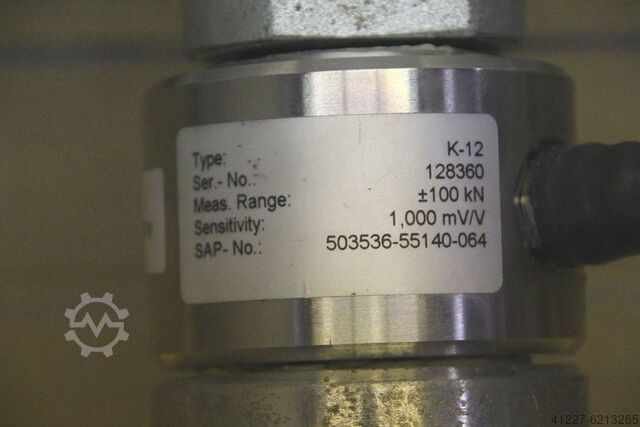 Type: K-12
Ser.- No.: 128360
Meas. Range: ±100 kN
Sensitivity: 1,000 mV/V
SAP- No.: 503536-55140-064
41227-6213265